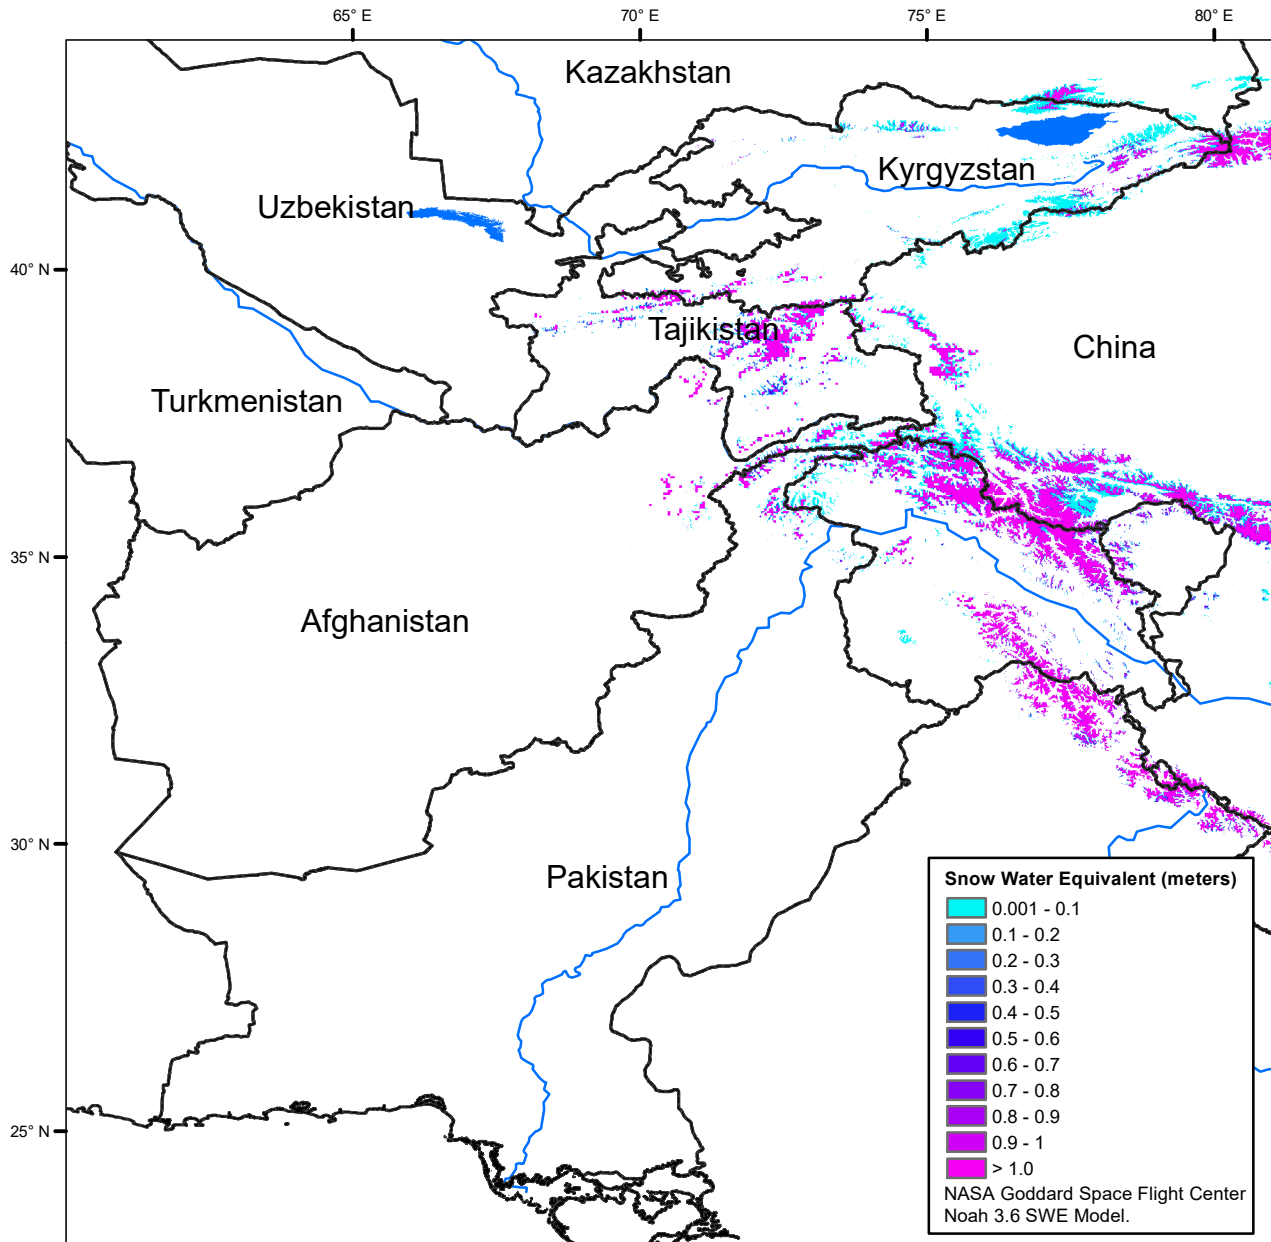 65° E
70° E
75° E
80° E
Kazakhstan
Kyrgyzstan
Uzbekistan
40° N
Tajikistan
China
Turkmenistan
35° N
Afghanistan
30° N
Pakistan
25° N
Snow Water Equivalent (meters)
0.001 - 0.1
0.1 - 0.2
0.2 - 0.3
0.3 - 0.4
0.4 - 0.5
0.5 - 0.6
0.6 - 0.7
0.7 - 0.8
0.8 - 0.9
0.9 - 1
> 1.0
NASA Goddard Space Flight Center
Noah 3.6 SWE Model.